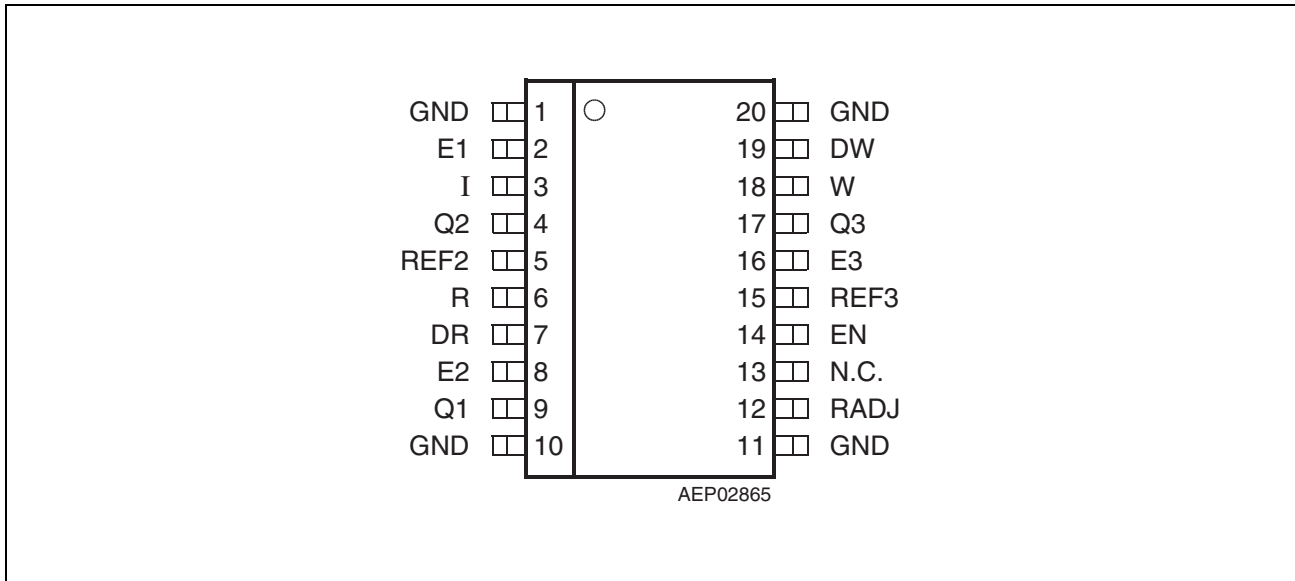 GND 1 20 GND
E1 2 19 DW
I 3 18 W
Q2 4 17 Q3
REF2 5 16 E3
R 6 15 REF3
DR 7 14 EN
E2 8 13 N.C.
Q1 9 12 RADJ
GND 10 11 GND
AEP02865